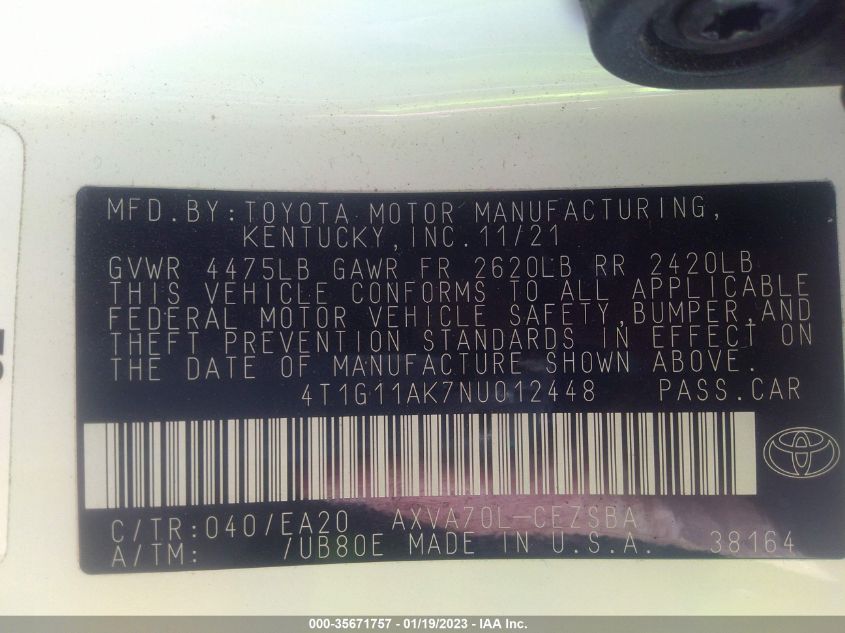 MFD.BY:TOYOTA MOTOR MANUFACTURING,
KENTUCKY,INC.11/21
GVWR 4475LB GAWR FR 2620LB RR 2420LB
THIS VEHICLE CONFORMS TO ALL APPLICABLE
FEDERAL MOTOR VEHICLE SAFETY,BUMPER,AND
THEFT PREVENTION STANDARDS IN EFFECT ON
THE DATE OF MANUFACTURE SHOWN ABOVE.
4T1G11AK7NU012448 PASS.CAR
C/TR:040/EA20 AXVA70L-CEZSBA
A/TM: /UB80E MADE IN U.S.A. 38164
000-35671757 - 01/19/2023 - IAA Inc.